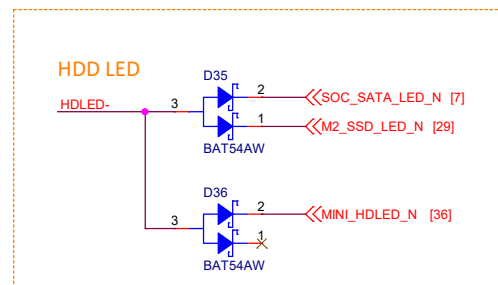 HDD LED
D35
HDLED-
3
2
SOC_SATA_LED_N [7]
1
M2_SSD_LED_N [29]
BAT54AW
D36
3
2
MINI_HDLED_N [36]
1
BAT54AW